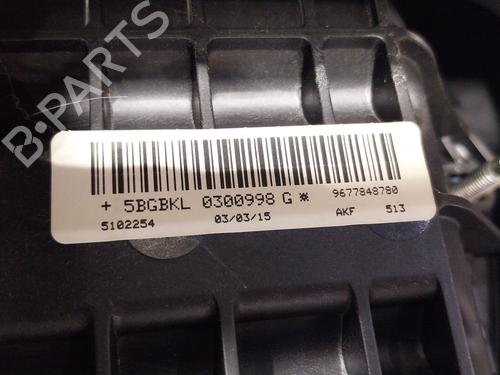 B-PARTS
+ 5BGBKL 0300998 G ※ 9677848780
5102254 03/03/15 AKF 513